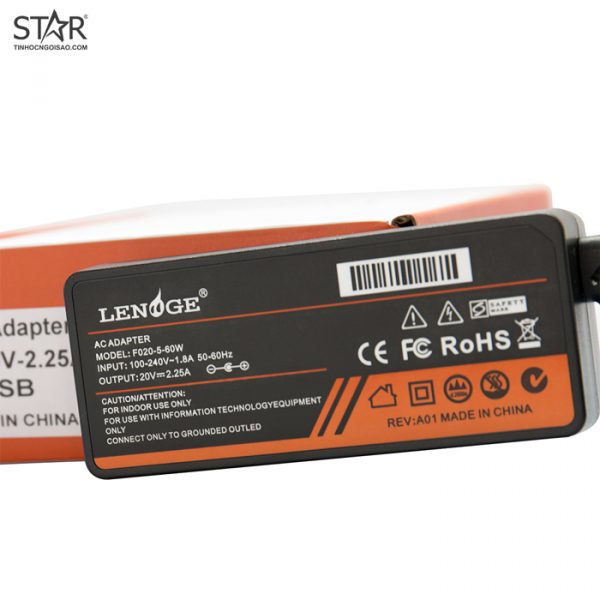 STAR
TINHOCNGOISAO.COM
LENOGE®
AC ADAPTER
MODEL: F020-5-60W
INPUT: 100-240V~1.8A 50-60Hz
OUTPUT: 20V⎓2.25A
CAUTION/ATTENTION:
FOR INDOOR USE ONLY
FOR USE WITH INFORMATION TECHNOLOGYEQUIPMENT
ONLY
CONNECT ONLY TO GROUNDED OUTLED
SAFETY
MARK
CE FC RoHS
REV:A01 MADE IN CHINA
Adapter
V-2.25A
SB
IN CHINA